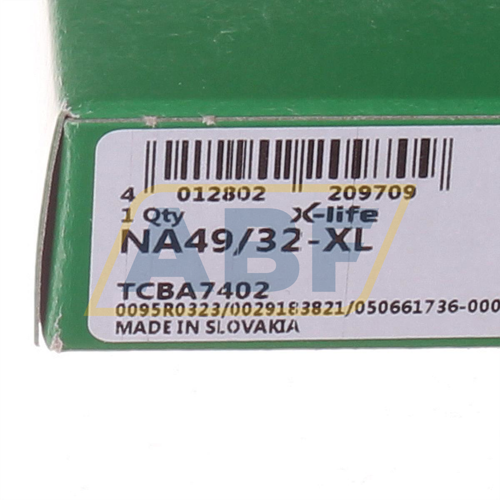 4 012802 209709
1 Qty X-life
NA49/32-XL
TCBA7402
0095R0323/0029183821/050661736-000
MADE IN SLOVAKIA
ABF